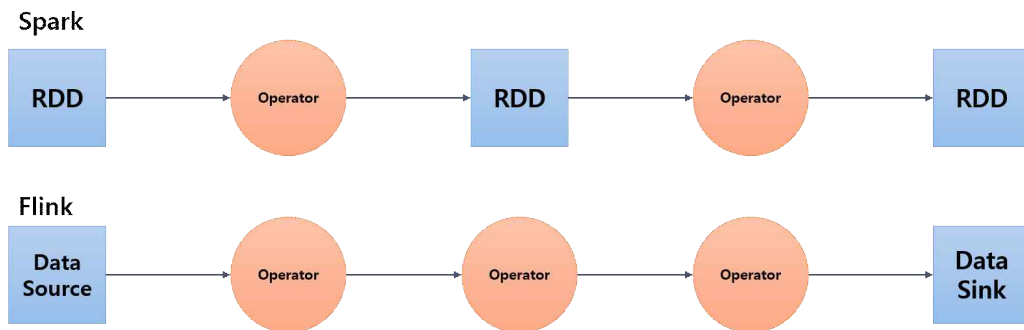 Spark
RDD
Operator
RDD
Operator
RDD
Flink
Data
Source
Operator
Operator
Operator
Data
Sink